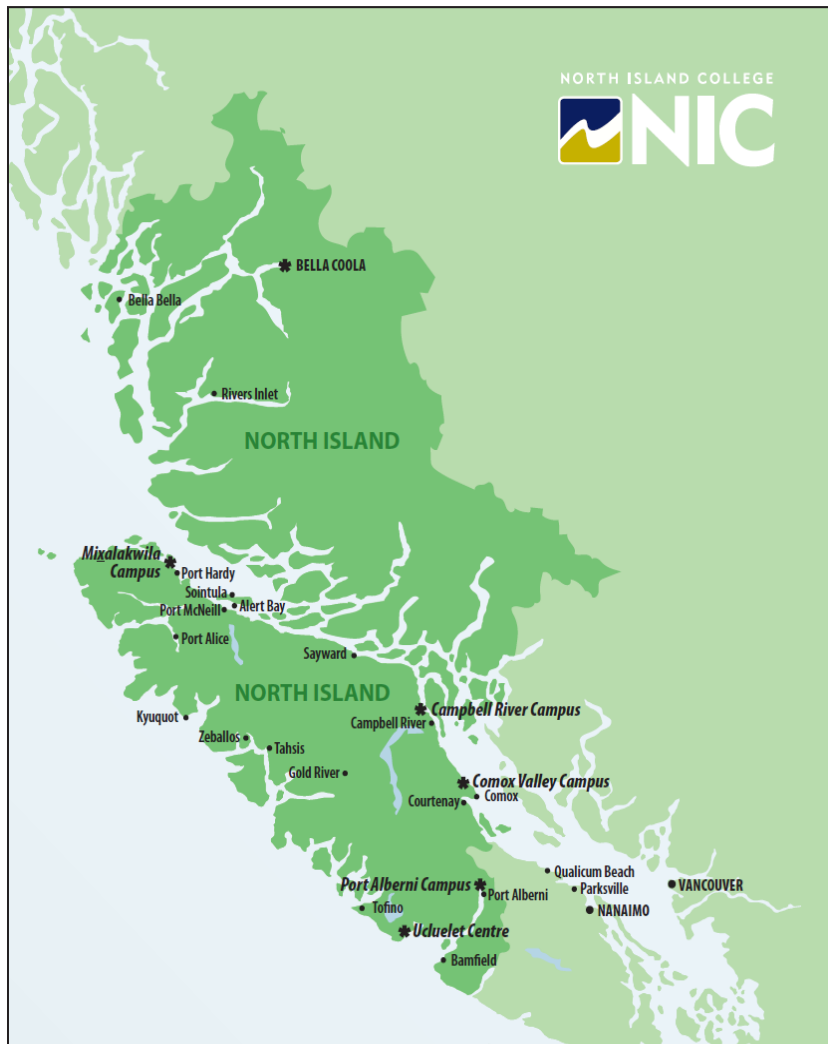 NORTH ISLAND COLLEGE
NIC
BELLA COOLA
Bella Bella
Rivers Inlet
NORTH ISLAND
Mixalakwila
Campus
Port Hardy
Sointula
Alert Bay
Port McNeill
Port Alice
Sayward
NORTH ISLAND
Campbell River Campus
Kyuquot
Campbell River
Zeballos
Tahsis
Gold River
Comox Valley Campus
Comox
Courtenay
Qualicum Beach
Port Alberni Campus
VANCOUVER
Parksville
Port Alberni
Tofino
NANAIMO
Ucluelet Centre
Bamfield